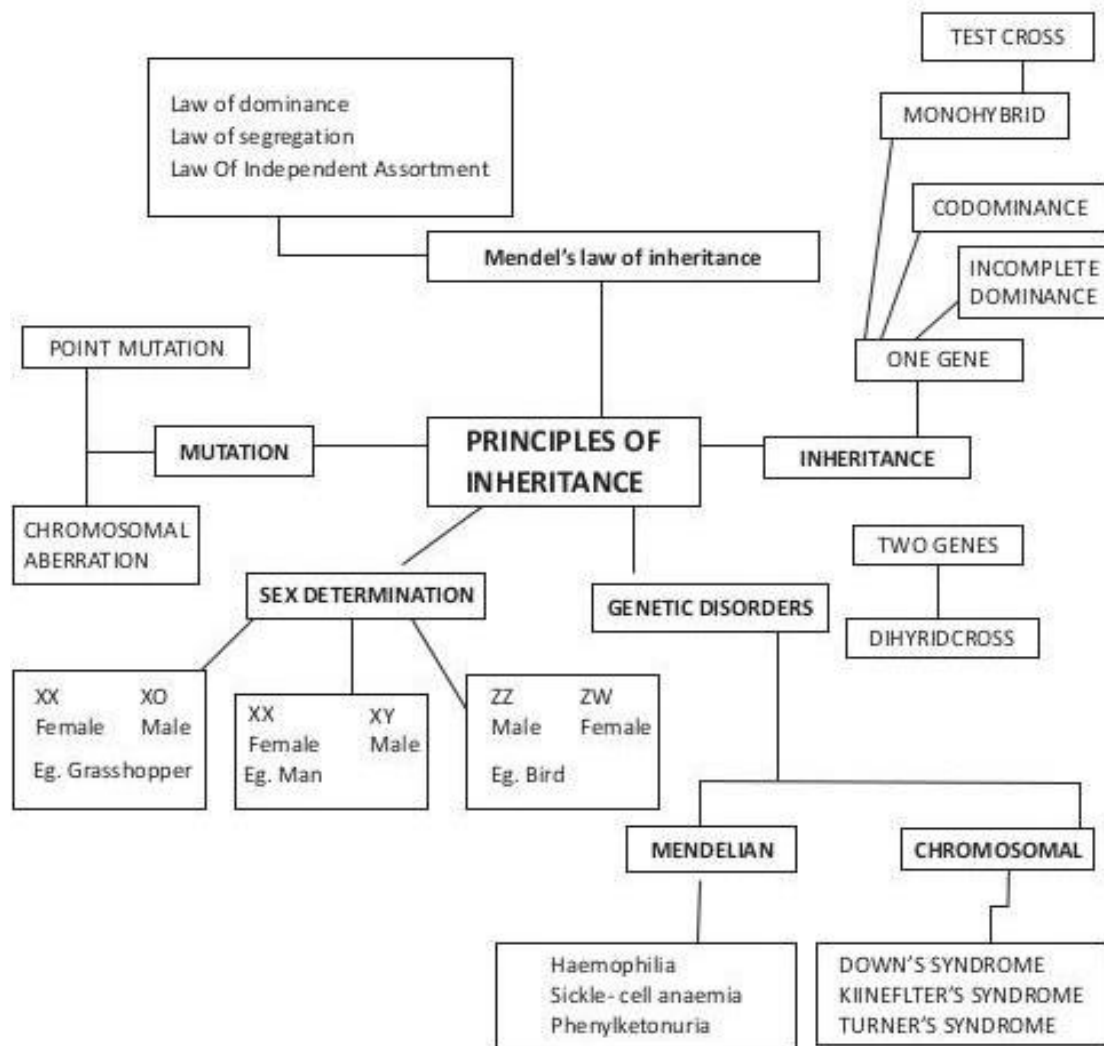 TEST CROSS
MONOHYBRID
Law of dominance
Law of segregation
Law Of Independent Assortment
CODOMINANCE
Mendel's law of inheritance
INCOMPLETE
DOMINANCE
POINT MUTATION
ONE GENE
MUTATION
PRINCIPLES OF
INHERITANCE
INHERITANCE
CHROMOSOMAL
ABERRATION
TWO GENES
SEX DETERMINATION
GENETIC DISORDERS
DIHYRIDCROSS
XX XO
Female Male
Eg. Grasshopper
XX XY
Female Male
Eg. Man
ZZ ZW
Male Female
Eg. Bird
MENDELIAN
CHROMOSOMAL
Haemophilia
Sickle- cell anaemia
Phenylketonuria
DOWN'S SYNDROME
KIINEFLTER'S SYNDROME
TURNER'S SYNDROME